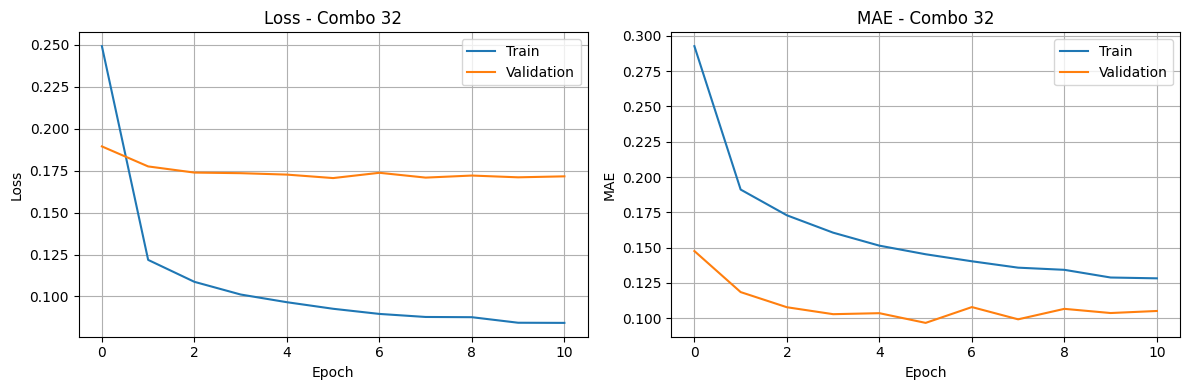 Loss - Combo 32
0.250
0.225
0.200
0.175
0.150
0.125
0.100
Loss
0 2 4 6 8 10
Epoch
Train
Validation
MAE - Combo 32
0.300
0.275
0.250
0.225
0.200
0.175
0.150
0.125
0.100
MAE
0 2 4 6 8 10
Epoch
Train
Validation